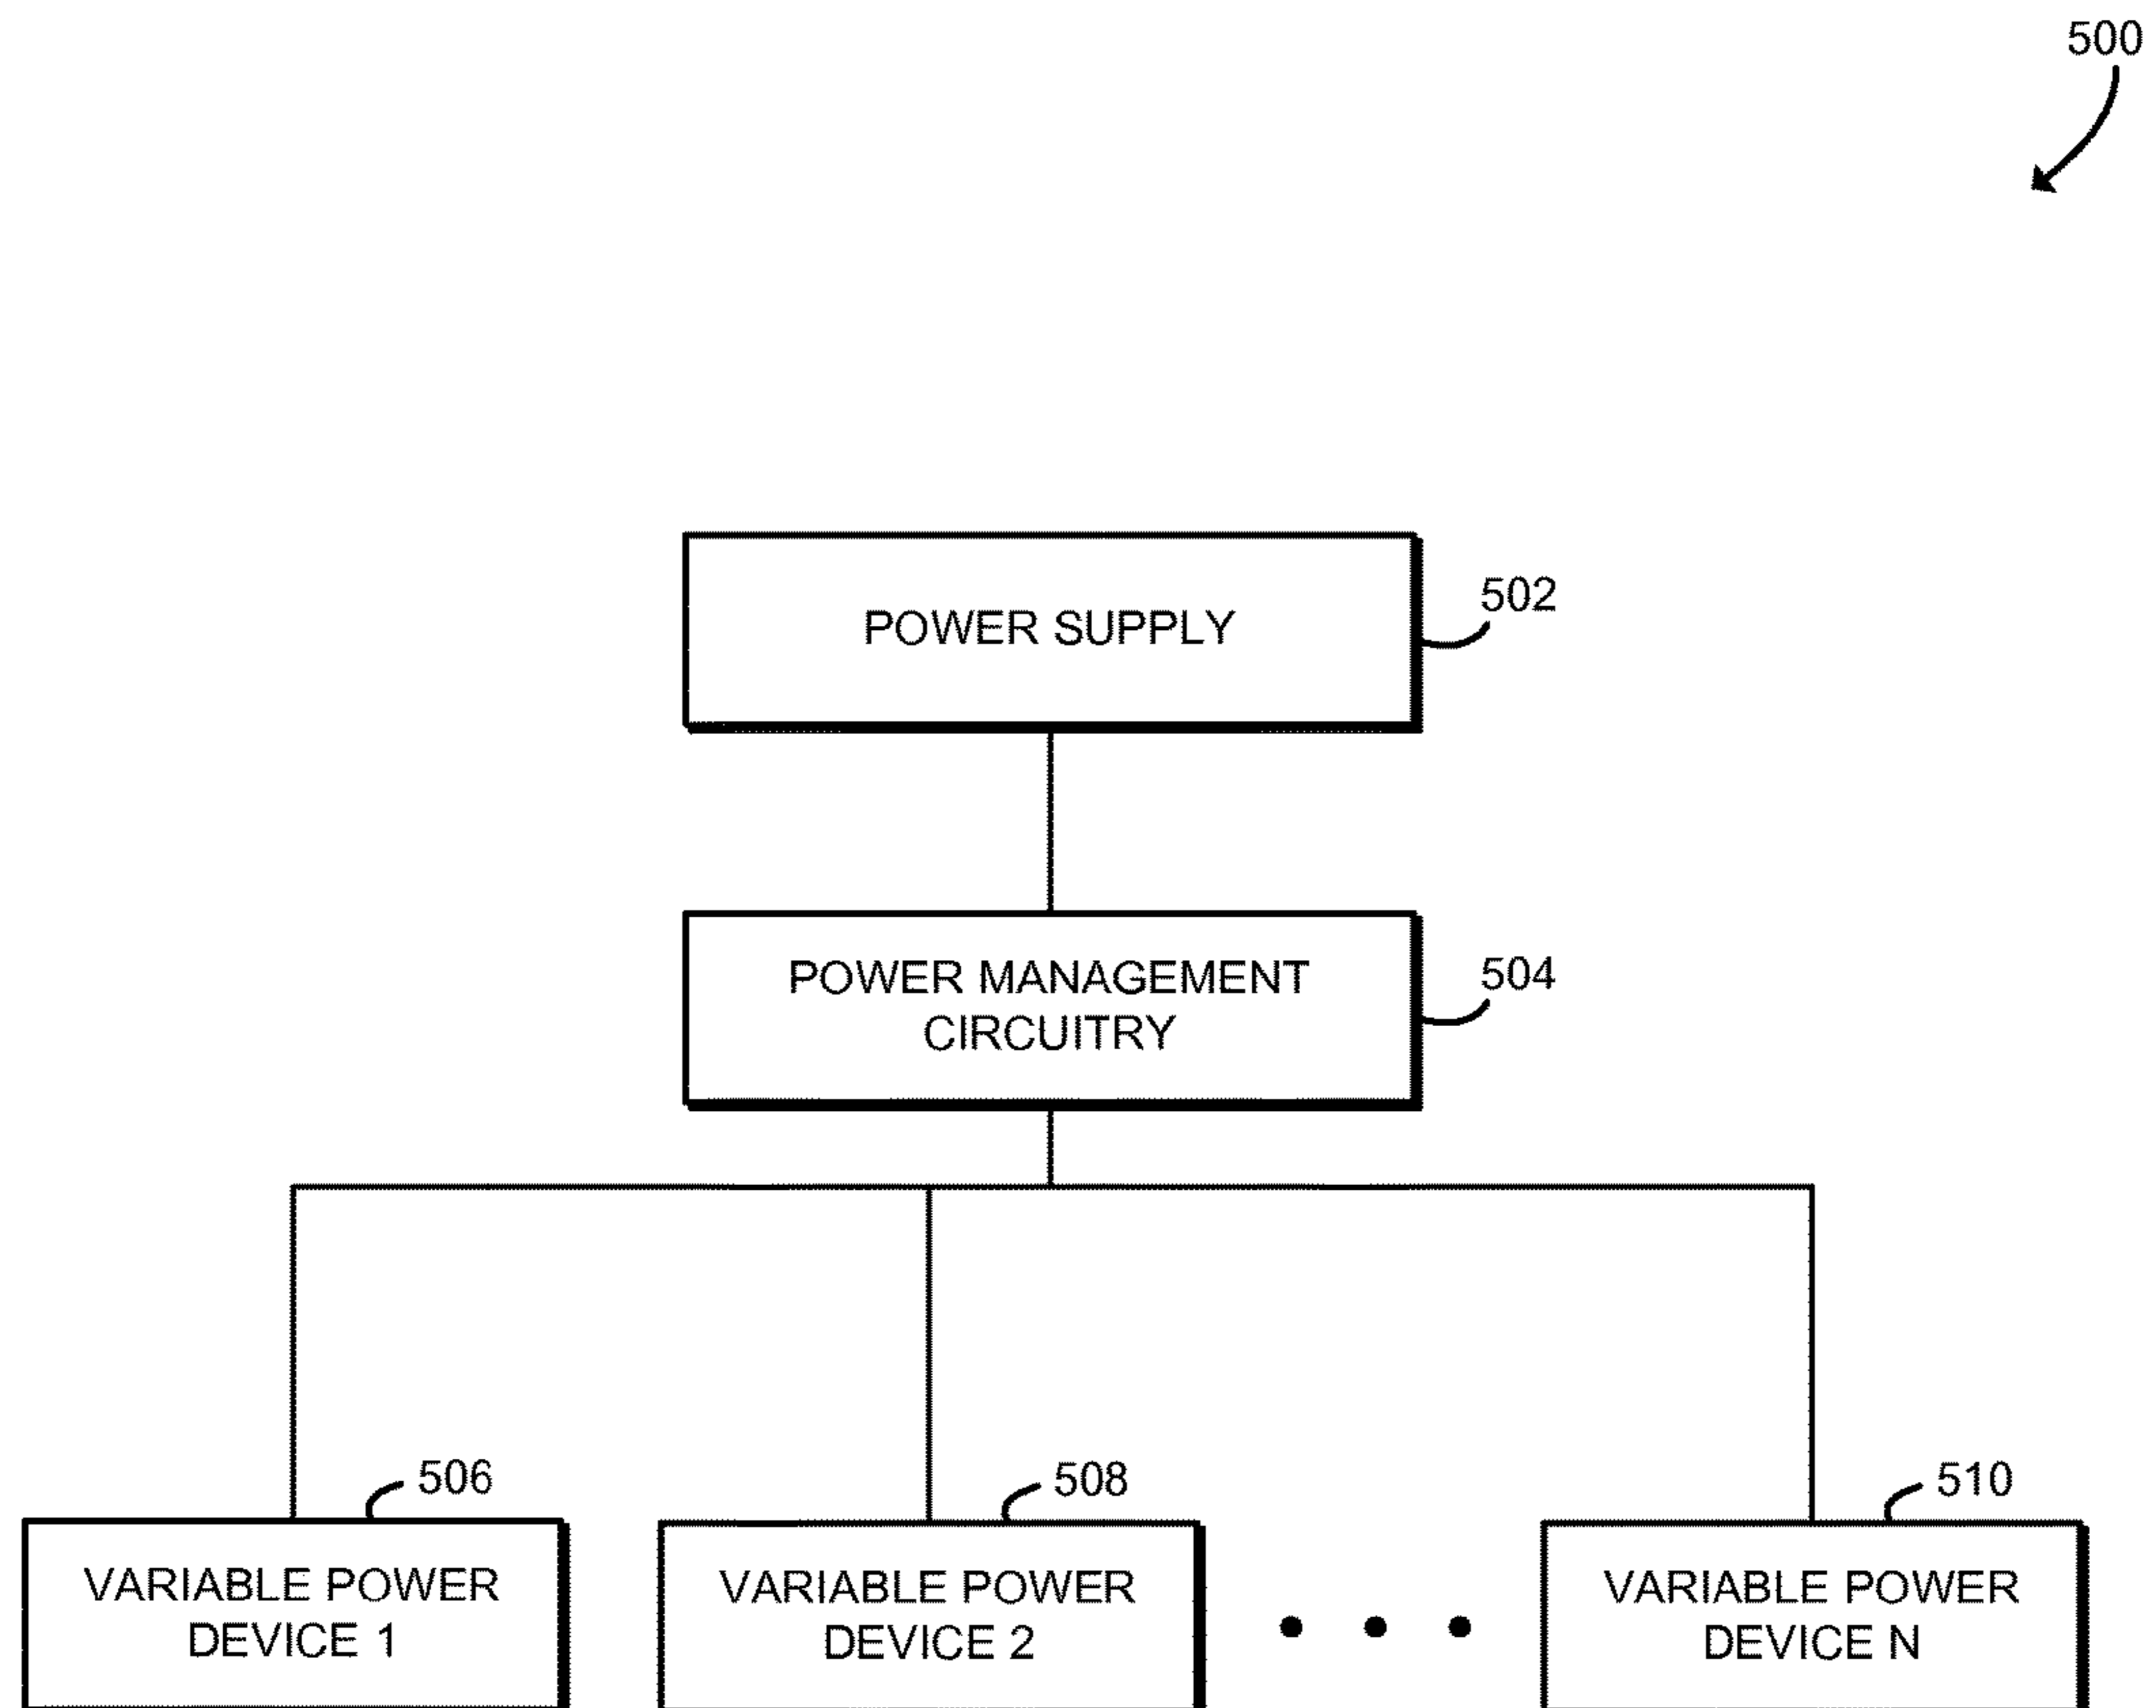 500
POWER SUPPLY
502
POWER MANAGEMENT
CIRCUITRY
504
506
VARIABLE POWER
DEVICE 1
508
VARIABLE POWER
DEVICE 2
510
VARIABLE POWER
DEVICE N